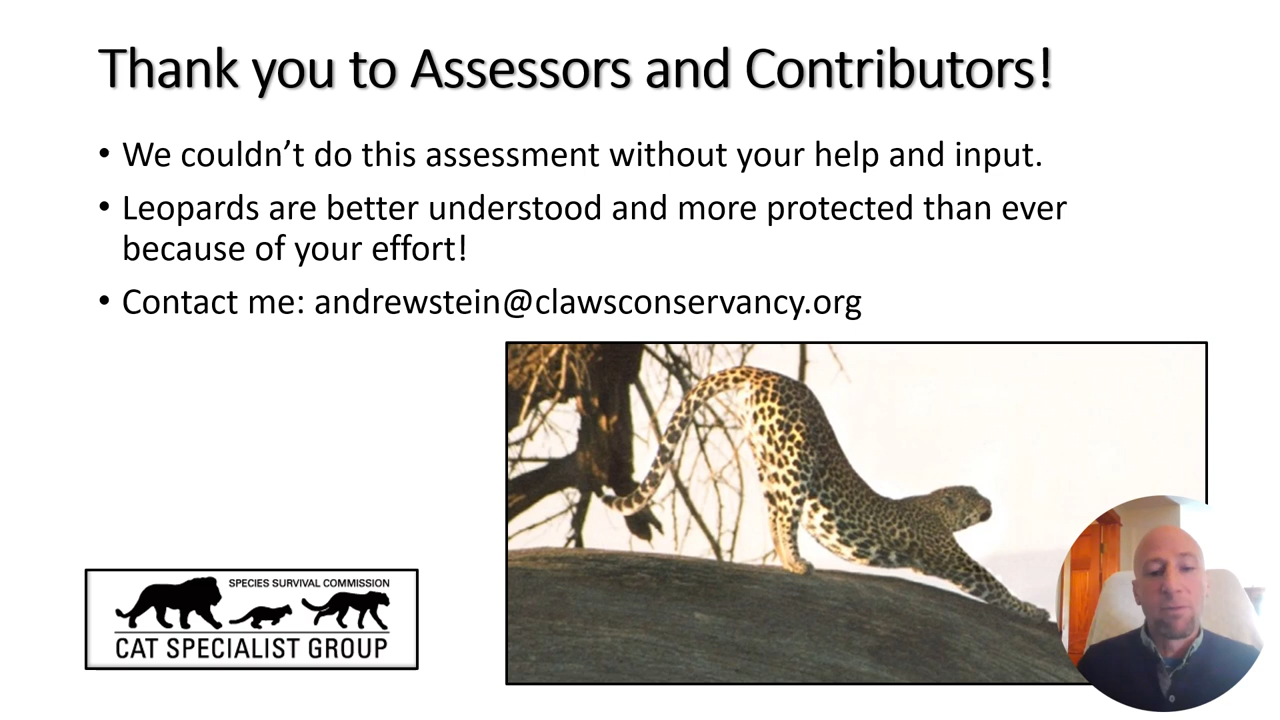 Thank you to Assessors and Contributors!
• We couldn’t do this assessment without your help and input.
• Leopards are better understood and more protected than ever
because of your effort!
• Contact me: andrewstein@clawsconservancy.org
SPECIES SURVIVAL COMMISSION
CAT SPECIALIST GROUP